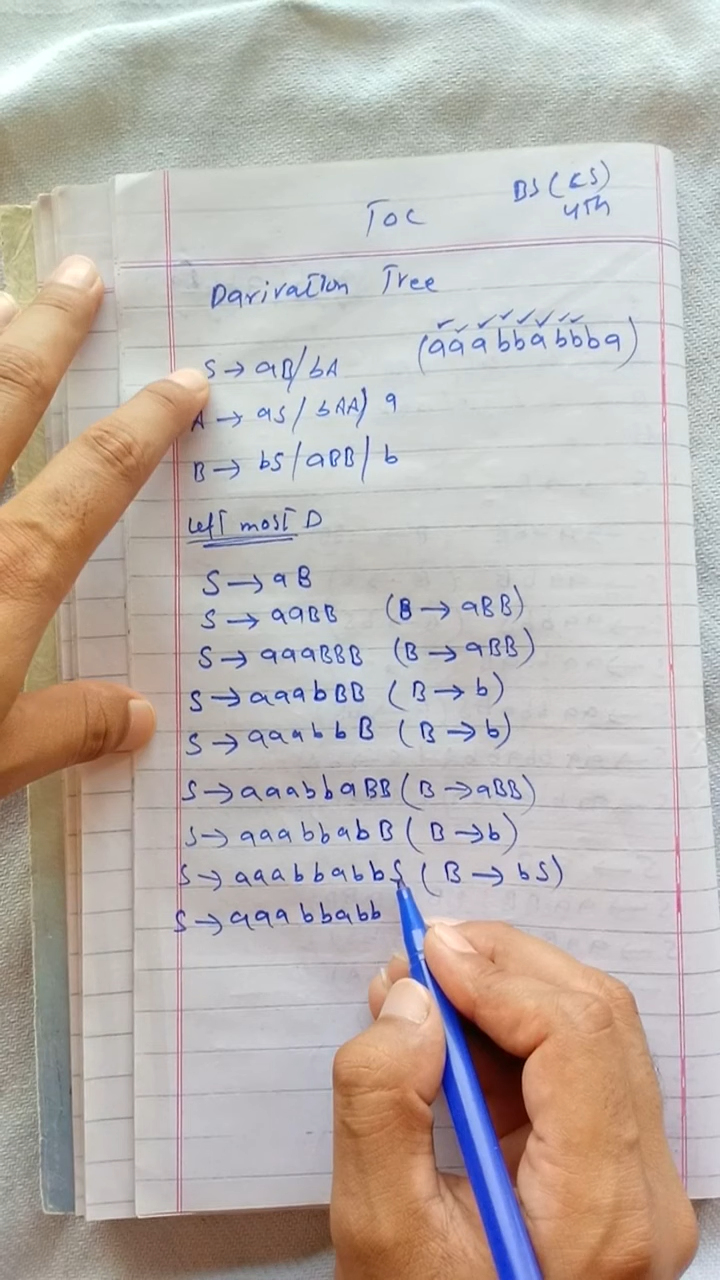 BS (CS)
4th
TOC
Darivation Tree
(aaabbabbba)
S → aB/bA
A → as/bAA/a
B → bS/aBB/b
Left most D
S → aB
S → aaBB (B → aBB)
S → aaaBBB (B → aBB)
S → aaabBB (B → b)
S → aaabbB (B → b)
S → aaabbaBB (B → aBB)
S → aaabbabB (B → b)
S → aaabbabbS (B → bS)
S → aaabbabb